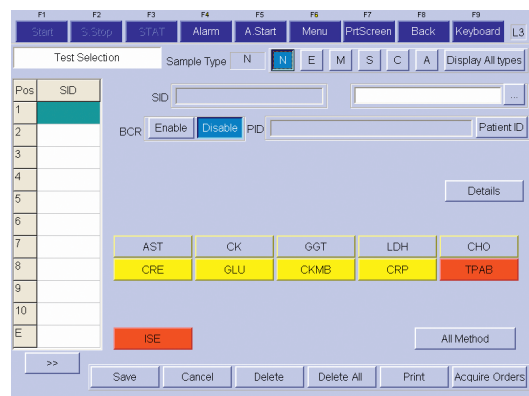 F1 F2 F3 F4 F5 F6 F7 F8 F9
Start S.Stop STAT Alarm A.Start Menu PrtScreen Back Keyboard L3
Test Selection Sample Type N N E M S C A Display All types
Pos SID SID ...
1
2 BCR Enable Disable PID Patient ID
3
4
5 Details
6
7 AST CK GGT LDH CHO
8 CRE GLU CKMB CRP TPAB
9
10
E ISE All Method
>>
Save Cancel Delete Delete All Print Acquire Orders